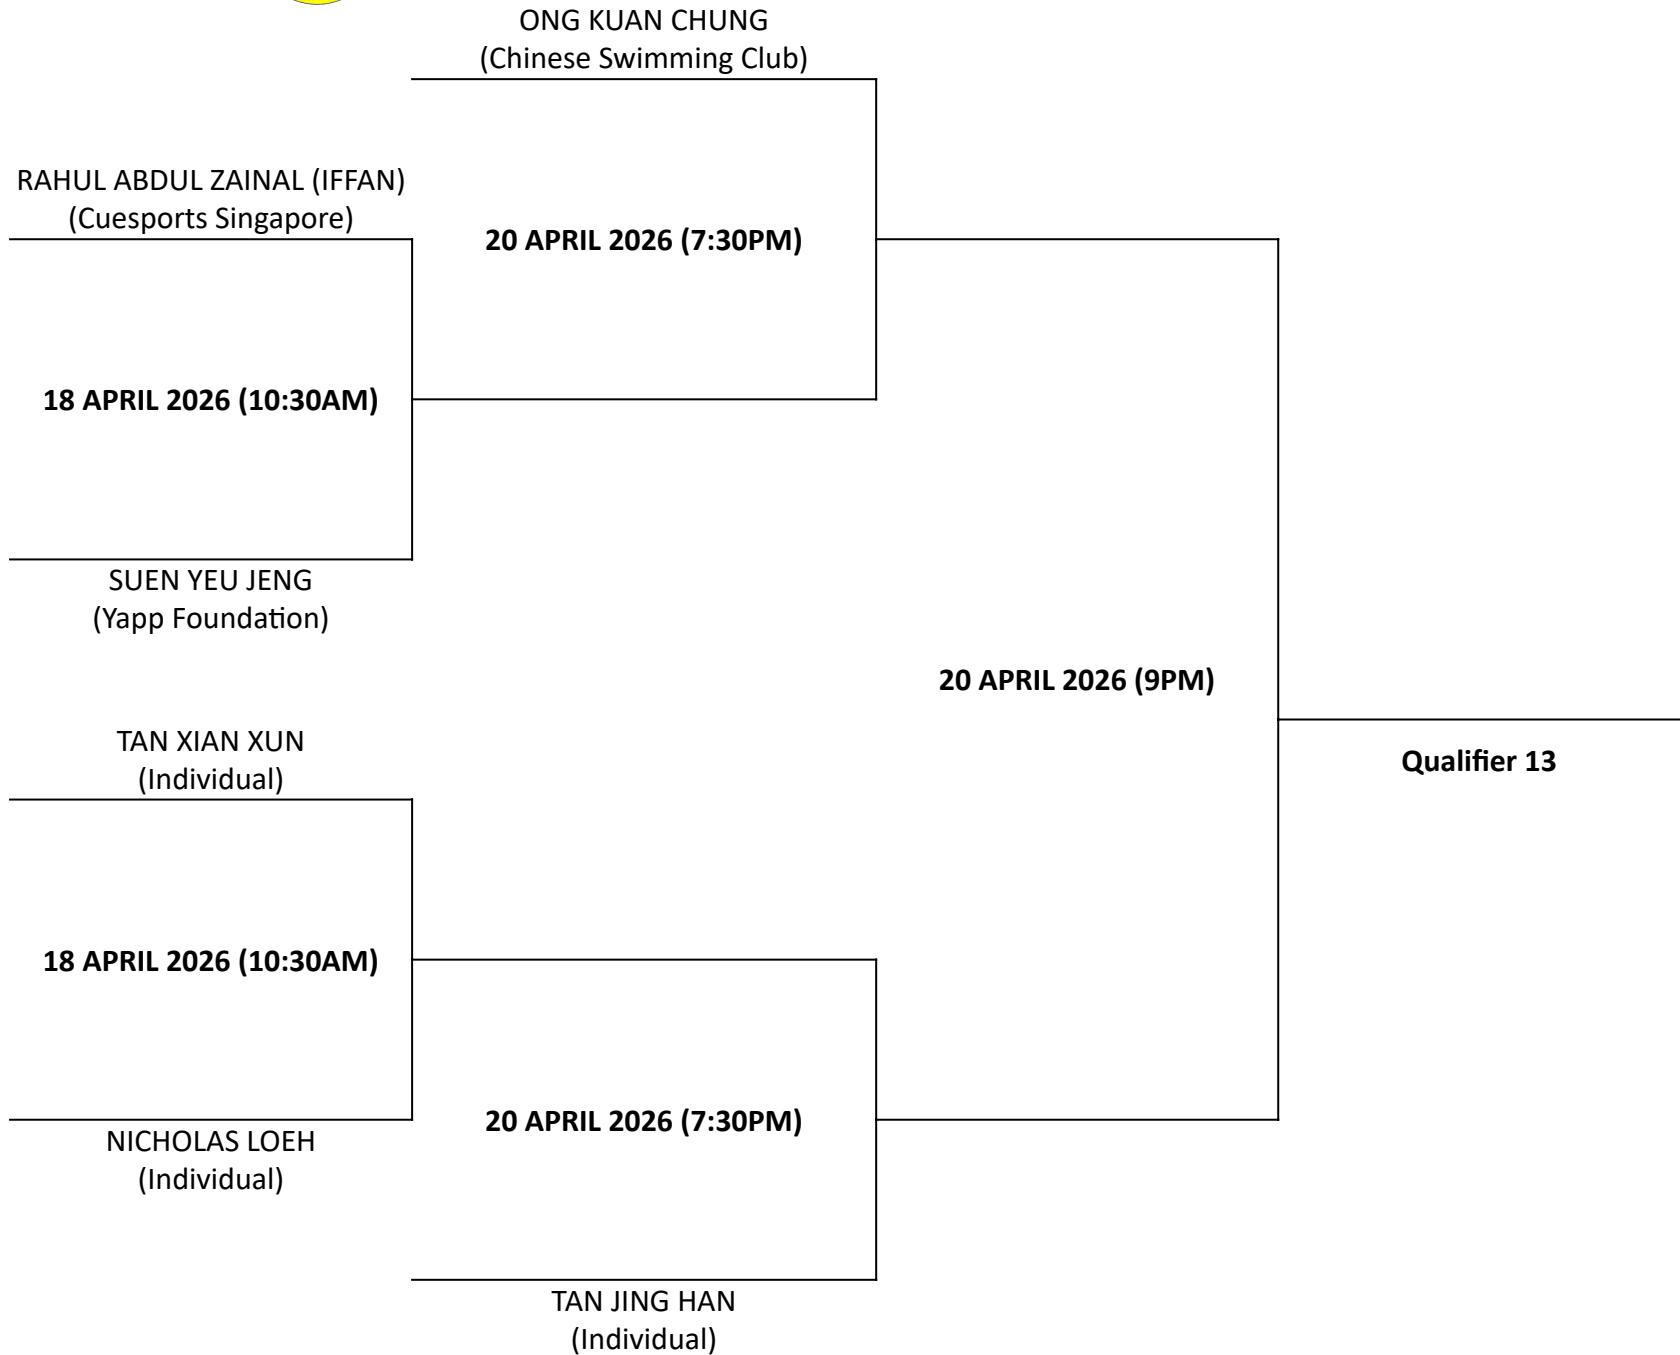 ONG KUAN CHUNG
(Chinese Swimming Club)
RAHUL ABDUL ZAINAL (IFFAN)
(Cuesports Singapore)
20 APRIL 2026 (7:30PM)
18 APRIL 2026 (10:30AM)
SUEN YEU JENG
(Yapp Foundation)
20 APRIL 2026 (9PM)
TAN XIAN XUN
(Individual)
Qualifier 13
18 APRIL 2026 (10:30AM)
20 APRIL 2026 (7:30PM)
NICHOLAS LOEH
(Individual)
TAN JING HAN
(Individual)